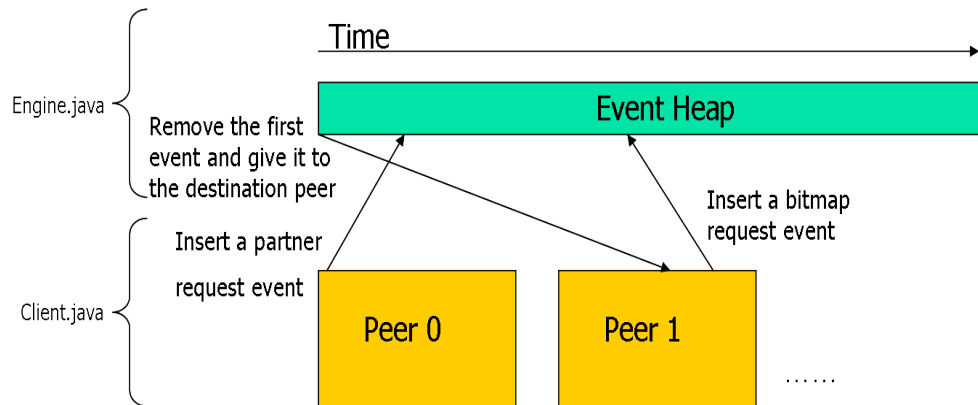 Time
Engine.java
Event Heap
Remove the first
event and give it to
the destination peer
Insert a partner
request event
Insert a bitmap
request event
Client.java
Peer 0
Peer 1
......